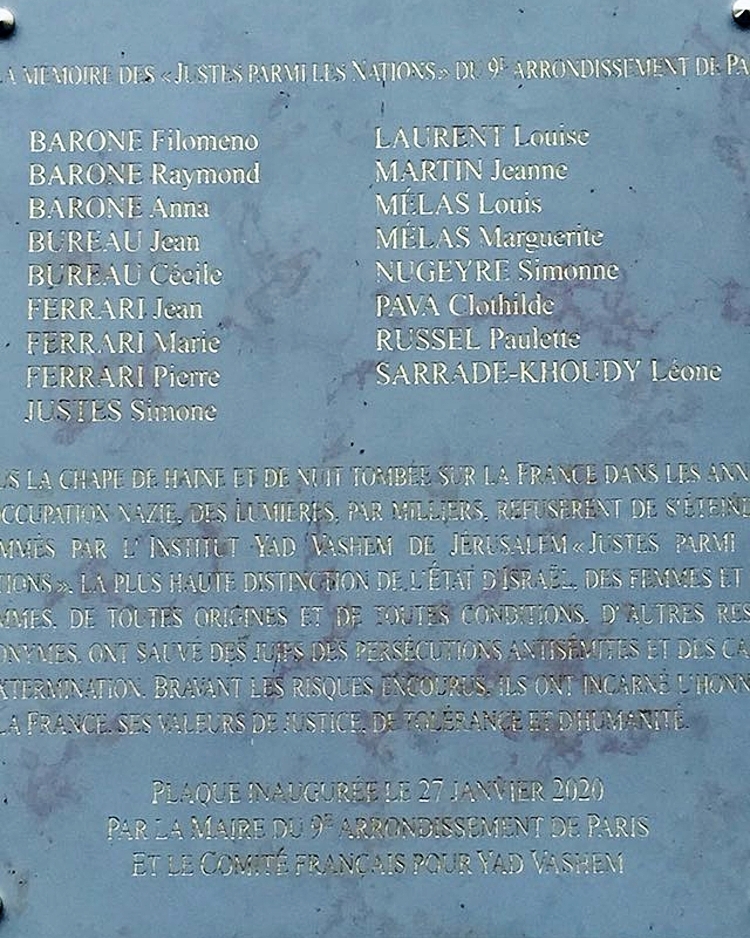 LA MÉMOIRE DES «JUSTES PARMI LES NATIONS» DU 9E ARRONDISSEMENT DE PA
BARONE Filomeno
BARONE Raymond
BARONE Anna
BUREAU Jean
BUREAU Cécile
FERRARI Jean
FERRARI Marie
FERRARI Pierre
JUSTES Simone
LAURENT Louise
MARTIN Jeanne
MÉLAS Louis
MÉLAS Marguerite
NUGEYRE Simonne
PAVA Clothilde
RUSSEL Paulette
SARRADE-KHOUDY Léone
US LA CHAPE DE HAINE ET DE NUIT TOMBÉE SUR LA FRANCE DANS LES ANN
OCCUPATION NAZIE, DES LUMIÈRES, PAR MILLIERS, REFUSÈRENT DE S'ÉTEIND
MMÉS PAR L'INSTITUT YAD VASHEM DE JÉRUSALEM «JUSTES PARMI
TIONS», LA PLUS HAUTE DISTINCTION DE L'ÉTAT D'ISRAËL, DES FEMMES ET
MMES, DE TOUTES ORIGINES ET DE TOUTES CONDITIONS, D'AUTRES RES
ONYMES, ONT SAUVÉ DES JUIFS DES PERSÉCUTIONS ANTISÉMITES ET DES CA
EXTERMINATION. BRAVANT LES RISQUES ENCOURUS, ILS ONT INCARNÉ L'HONN
LA FRANCE, SES VALEURS DE JUSTICE, DE TOLÉRANCE ET D'HUMANITÉ.
PLAQUE INAUGURÉE LE 27 JANVIER 2020
PAR LA MAIRE DU 9E ARRONDISSEMENT DE PARIS
ET LE COMITÉ FRANÇAIS POUR YAD VASHEM